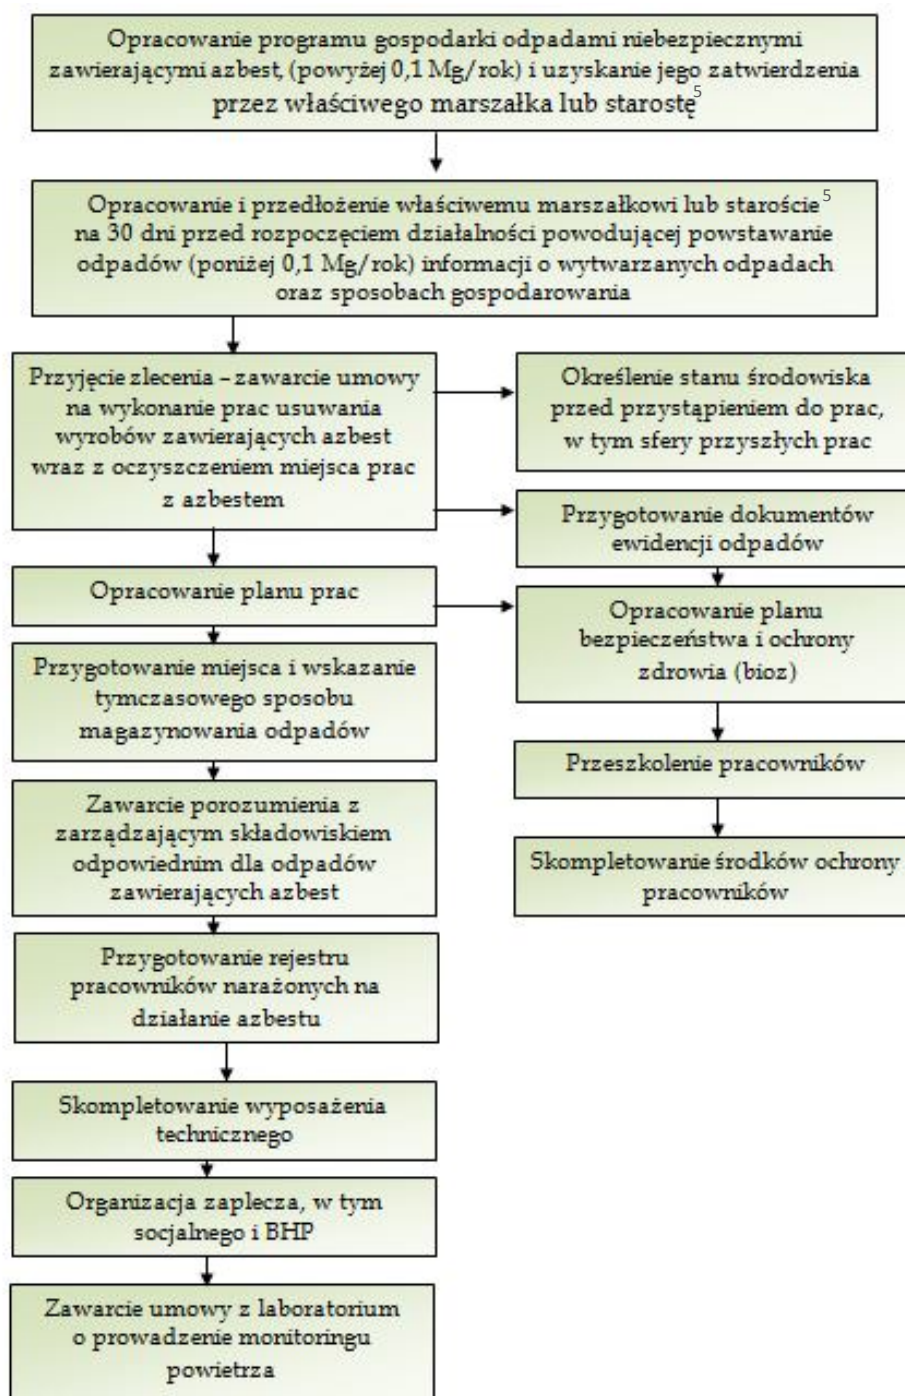 Opracowanie programu gospodarki odpadami niebezpiecznymi
zawierającymi azbest, (powyżej 0,1 Mg/rok) i uzyskanie jego zatwierdzenia
przez właściwego marszałka lub starostę5
Opracowanie i przedłożenie właściwemu marszałkowi lub staroście5
na 30 dni przed rozpoczęciem działalności powodującej powstawanie
odpadów (poniżej 0,1 Mg/rok) informacji o wytwarzanych odpadach
oraz sposobach gospodarowania
Przyjęcie zlecenia – zawarcie umowy
na wykonanie prac usuwania
wyrobów zawierających azbest
wraz z oczyszczeniem miejsca prac
z azbestem
Opracowanie planu prac
Przygotowanie miejsca i wskazanie
tymczasowego sposobu
magazynowania odpadów
Zawarcie porozumienia z
zarządzającym składowiskiem
odpowiednim dla odpadów
zawierających azbest
Przygotowanie rejestru
pracowników narażonych na
działanie azbestu
Skompletowanie wyposażenia
technicznego
Organizacja zaplecza, w tym
socjalnego i BHP
Zawarcie umowy z laboratorium
o prowadzenie monitoringu
powietrza
Określenie stanu środowiska
przed przystąpieniem do prac,
w tym sfery przyszłych prac
Przygotowanie dokumentów
ewidencji odpadów
Opracowanie planu
bezpieczeństwa i ochrony
zdrowia (bioz)
Przeszkolenie pracowników
Skompletowanie środków ochrony
pracowników